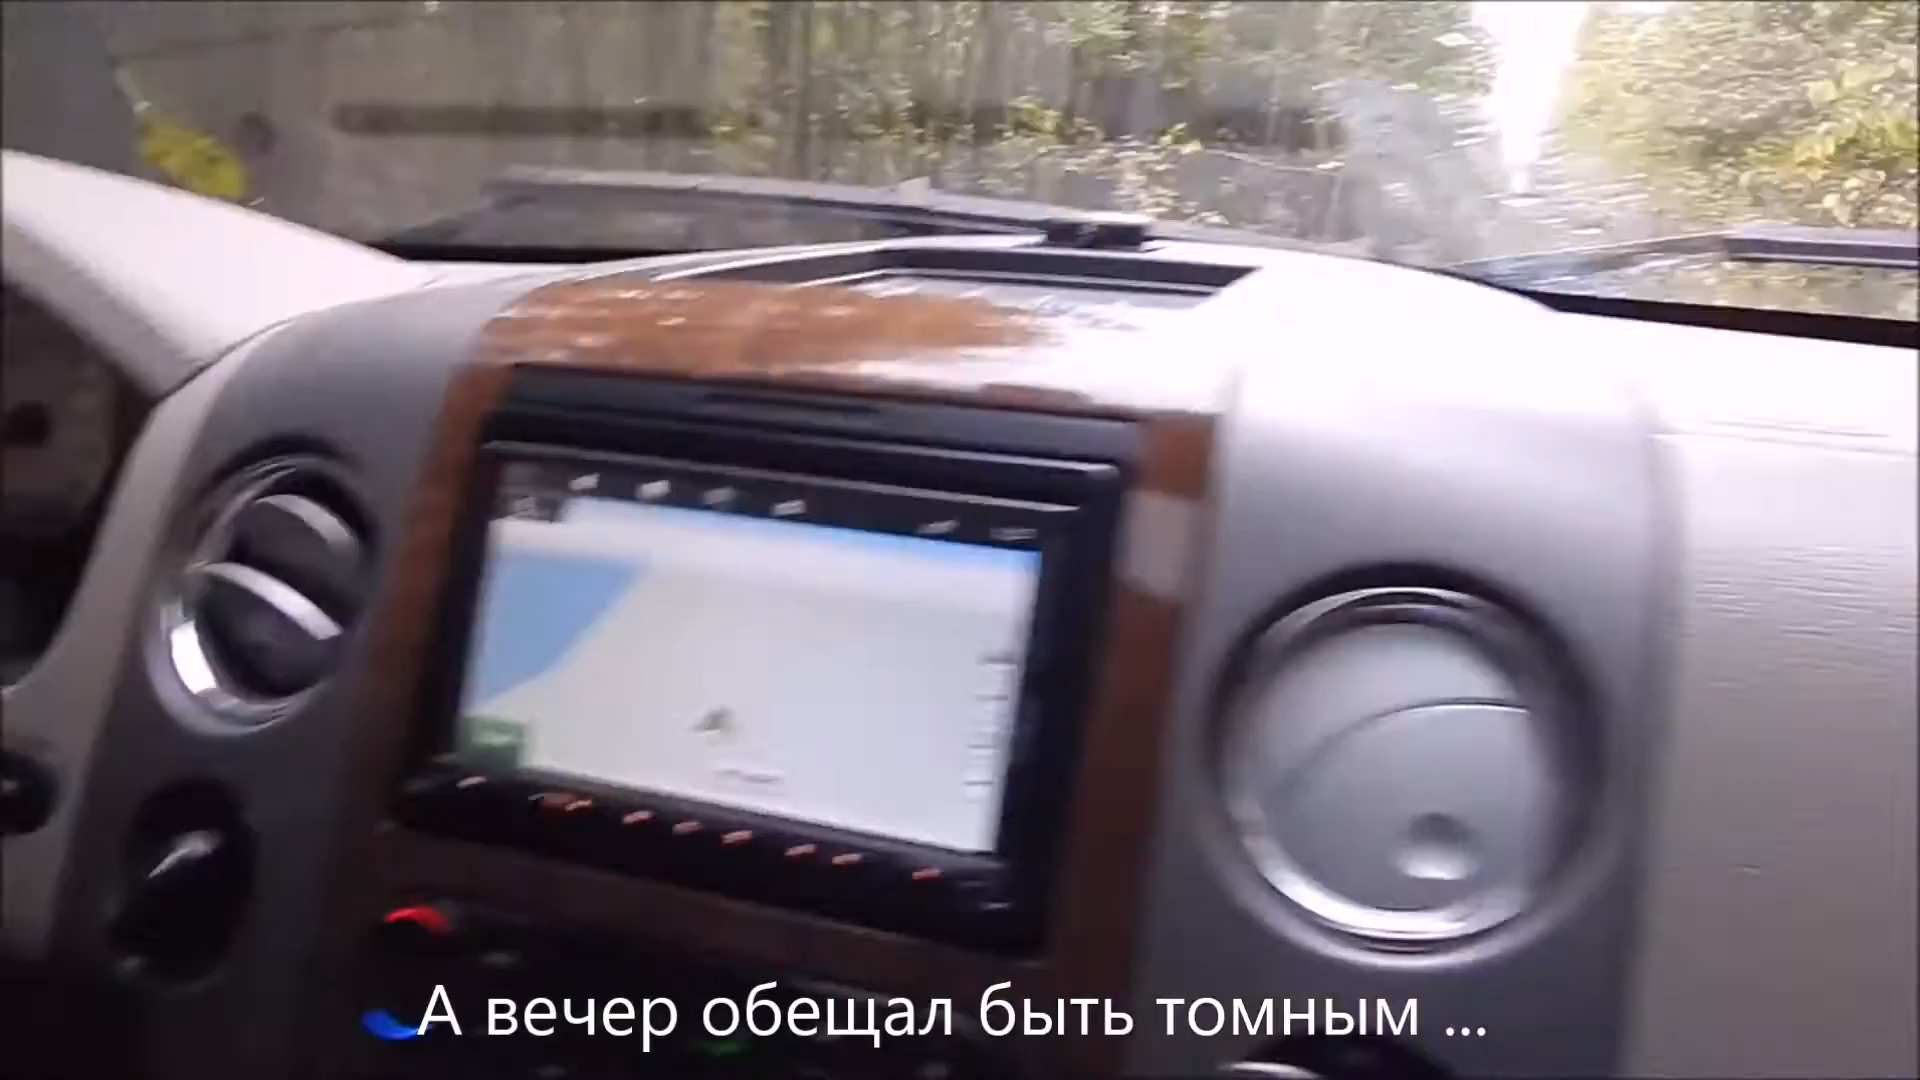 А вечер обещал быть томным ...